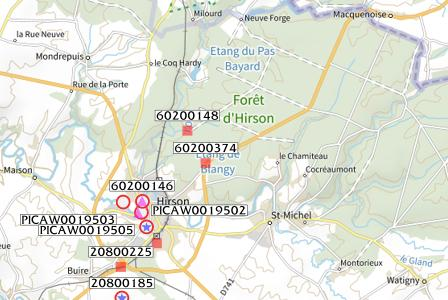 Milourd
Neuve Forge
Macquenoise
la Rue Neuve
Mondrepuis
Etang du Pas
Bayard
le Coq Hardy
Rue de la Porte
Forêt
d'Hirson
60200148
60200374
Etang de
Blangy
le Chamiteau
Cocréaumont
Maison
60200146
Hirson
PICAW0019502
PICAW0019503
PICAW0019505
St-Michel
20800225
Buire
20800185
D741
Montorieux
le Gland
Watigny